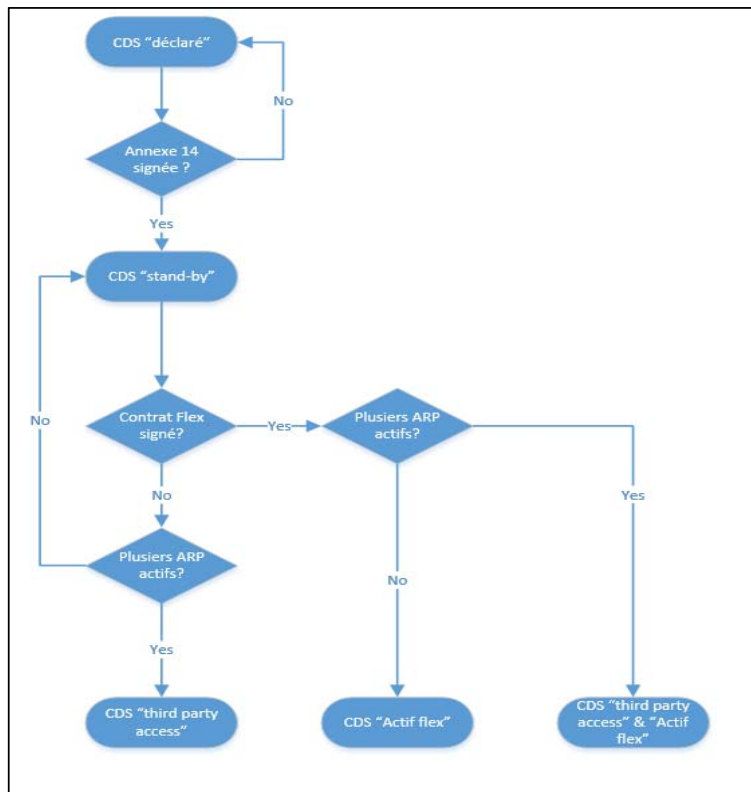 CDS “déclaré”
No
Annexe 14
signée ?
Yes
CDS “stand-by”
No
Contrat Flex
signé?
Yes
Plusiers ARP
actifs?
Yes
No
Plusiers ARP
actifs?
No
Yes
CDS “third party
access”
CDS “Actif flex”
CDS “third party
access” & “Actif
flex”